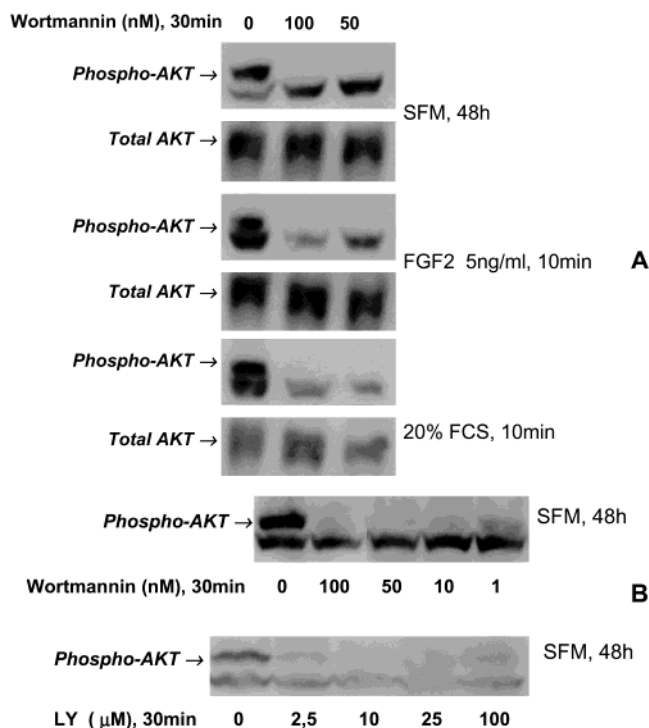 Wortmannin (nM), 30min 0 100 50
Phospho-AKT →
SFM, 48h
Total AKT →
Phospho-AKT →
FGF2 5ng/ml, 10min A
Total AKT →
Phospho-AKT →
20% FCS, 10min
Total AKT →
Phospho-AKT → SFM, 48h
Wortmannin (nM), 30min 0 100 50 10 1
B
Phospho-AKT → SFM, 48h
LY ( μM), 30min 0 2,5 10 25 100